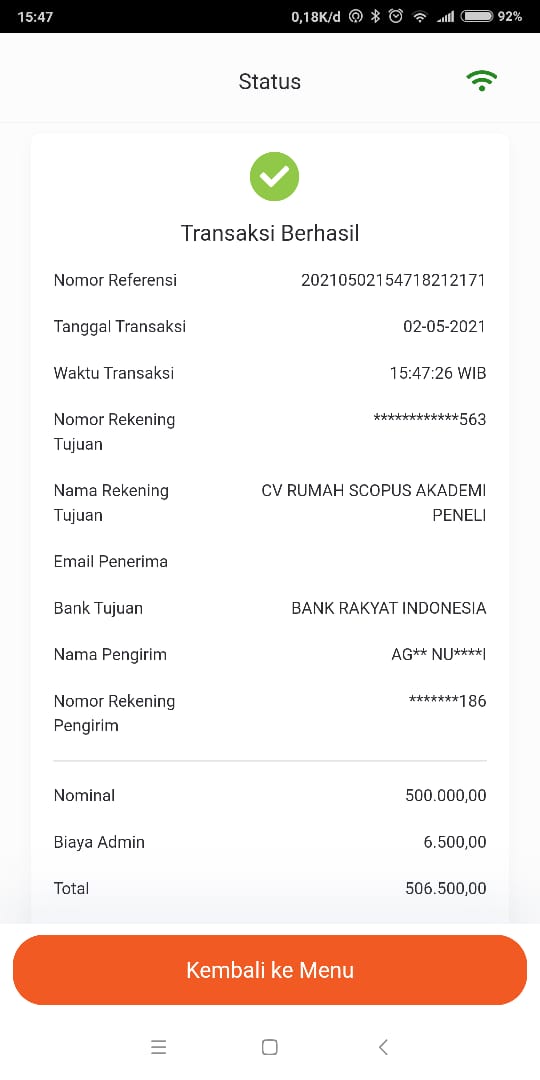 15:47 0,18K/d 92%
Status
Transaksi Berhasil
Nomor Referensi 20210502154718212171
Tanggal Transaksi 02-05-2021
Waktu Transaksi 15:47:26 WIB
Nomor Rekening ************563
Tujuan
Nama Rekening CV RUMAH SCOPUS AKADEMI
Tujuan PENELI
Email Penerima
Bank Tujuan BANK RAKYAT INDONESIA
Nama Pengirim AG** NU****I
Nomor Rekening *******186
Pengirim
Nominal 500.000,00
Biaya Admin 6.500,00
Total 506.500,00
Kembali ke Menu